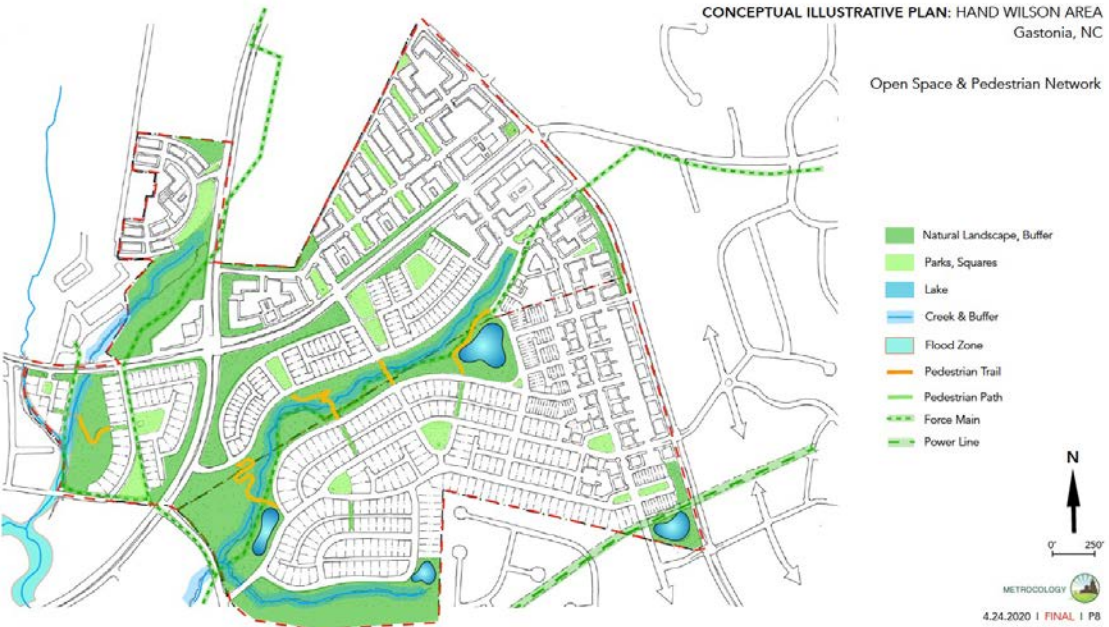 CONCEPTUAL ILLUSTRATIVE PLAN: HAND WILSON AREA
Gastonia, NC
Open Space & Pedestrian Network
Natural Landscape, Buffer
Parks, Squares
Lake
Creek & Buffer
Flood Zone
Pedestrian Trail
Pedestrian Path
Force Main
Power Line
N
0' 250'
METROCOLOGY
4.24.2020 | FINAL | P8